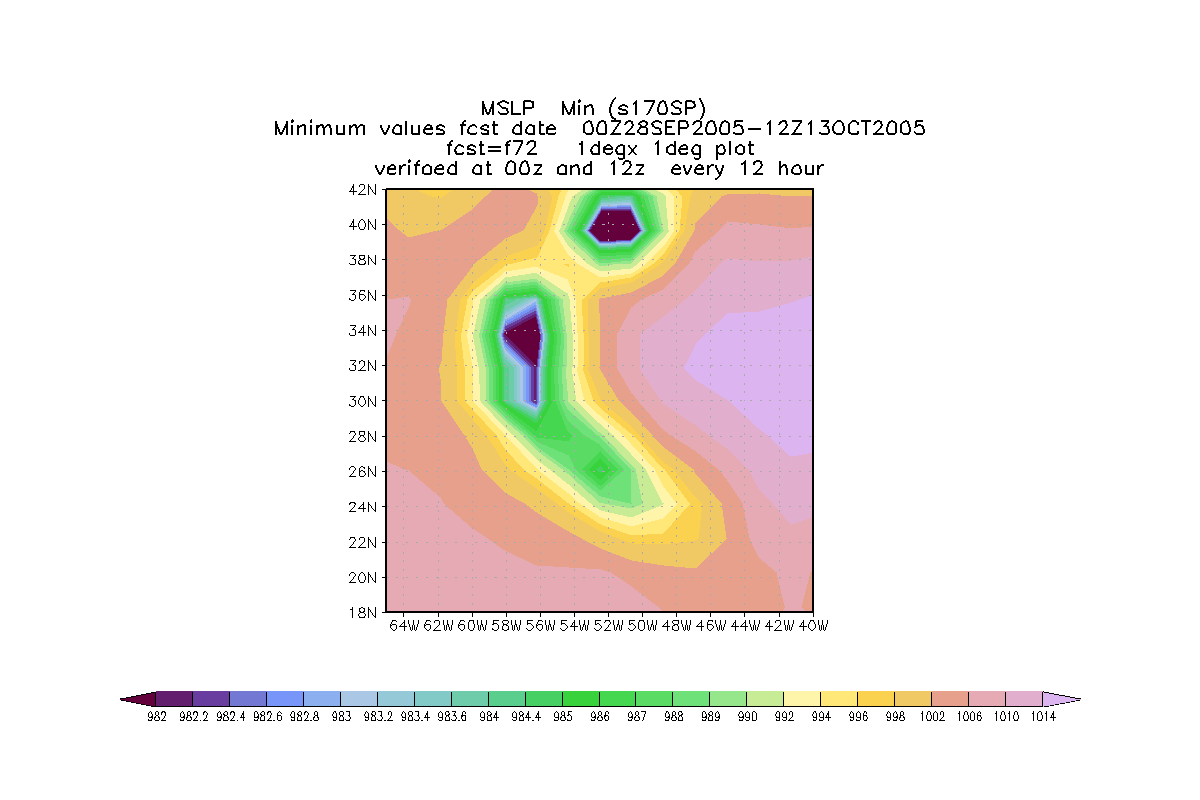 MSLP Min (s170SP)
Minimum values fcst date 00Z28SEP2005-12Z13OCT2005
fcst=f72 1degx 1deg plot
verifaed at 00z and 12z every 12 hour
42N
40N
38N
36N
34N
32N
30N
28N
26N
24N
22N
20N
18N
64W 62W 60W 58W 56W 54W 52W 50W 48W 46W 44W 42W 40W
982 982.2 982.4 982.6 982.8 983 983.2 983.4 983.6 984 984.4 985 986 987 988 989 990 992 994 996 998 1002 1006 1010 1014